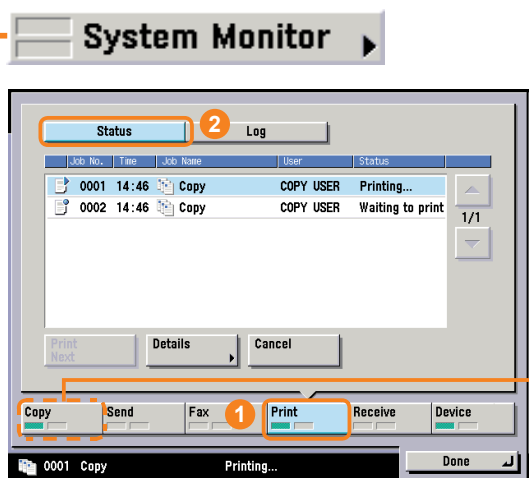 System Monitor
Status 2 Log
Job No. Time Job Name User Status
0001 14:46 Copy COPY USER Printing...
0002 14:46 Copy COPY USER Waiting to print
1/1
Print Next Details Cancel
Copy Send Fax 1 Print Receive Device
0001 Copy Printing... Done